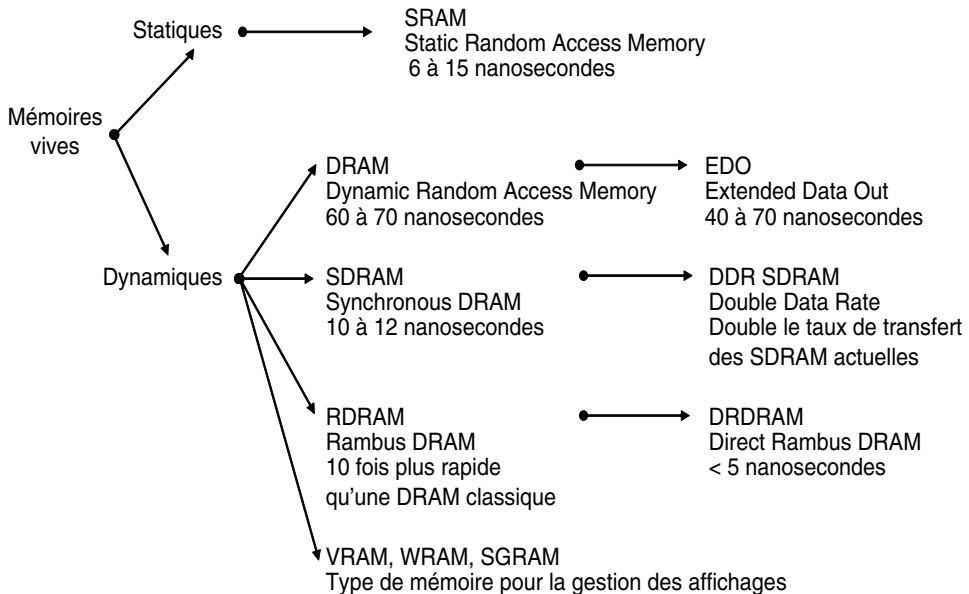 Statiques
SRAM
Static Random Access Memory
6 à 15 nanosecondes
Mémoires
vives
DRAM
Dynamic Random Access Memory
60 à 70 nanosecondes
EDO
Extended Data Out
40 à 70 nanosecondes
Dynamiques
SDRAM
Synchronous DRAM
10 à 12 nanosecondes
DDR SDRAM
Double Data Rate
Double le taux de transfert
des SDRAM actuelles
RDRAM
Rambus DRAM
10 fois plus rapide
qu'une DRAM classique
DRDRAM
Direct Rambus DRAM
< 5 nanosecondes
VRAM, WRAM, SGRAM
Type de mémoire pour la gestion des affichages